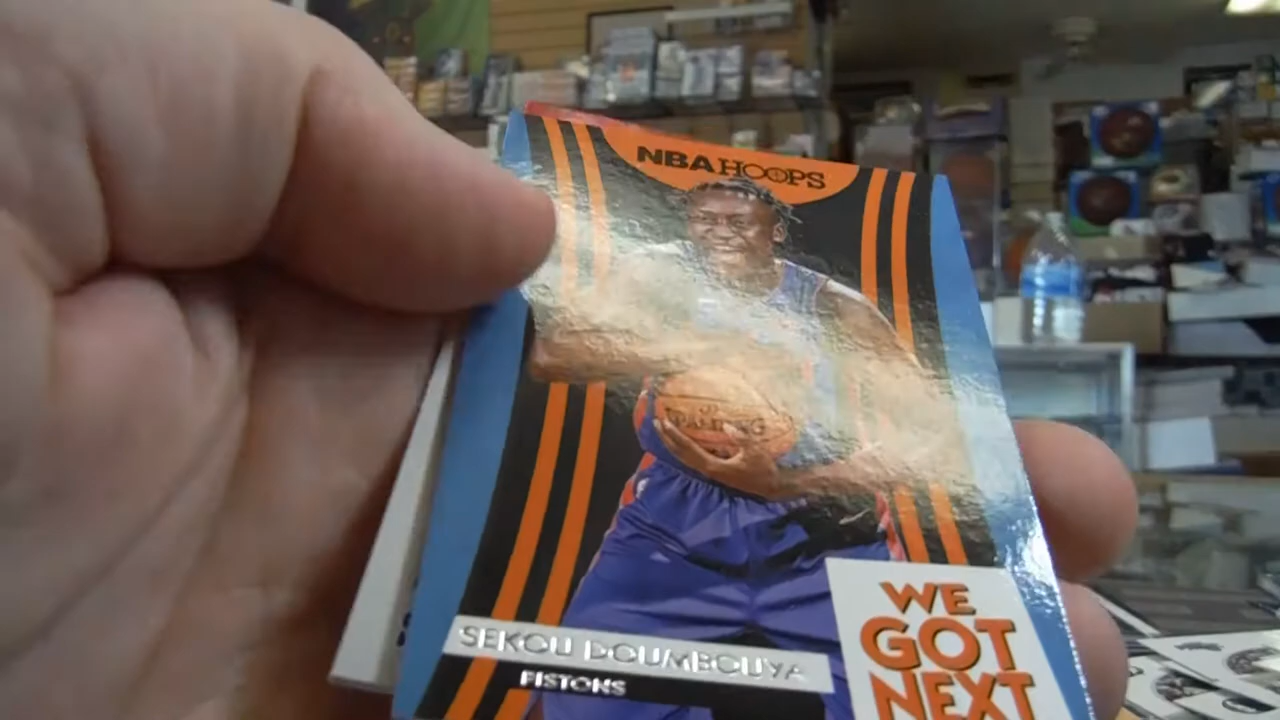 NBA HOOPS
SPALDING
SEKOU DOUMBOUYA
PISTONS
WE
GOT
NEXT